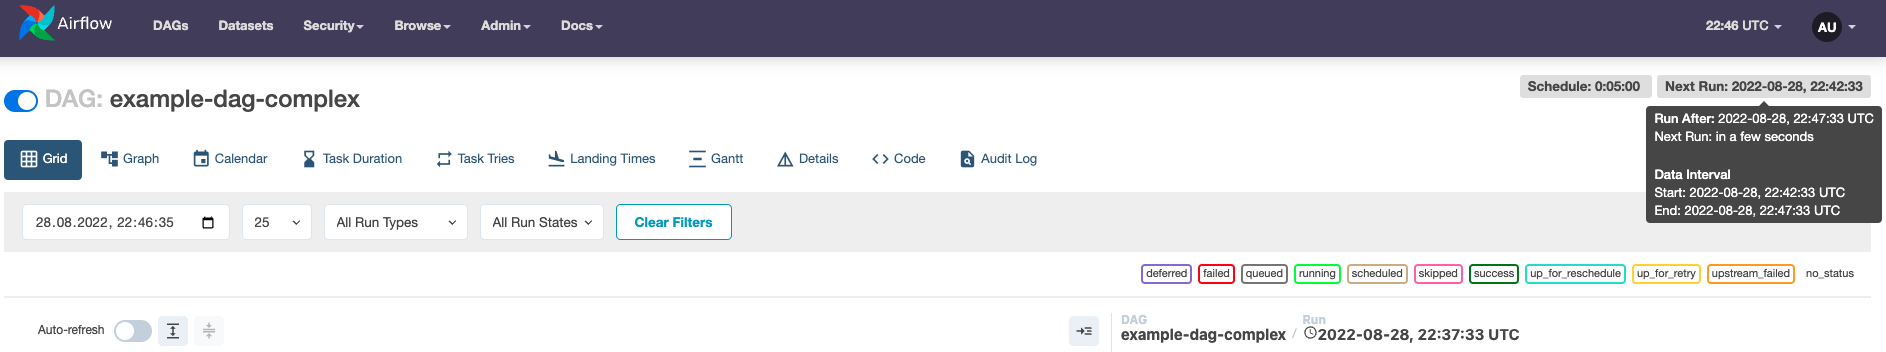 Airflow DAGs Datasets Security Browse Admin Docs 22:46 UTC AU
DAG: example-dag-complex
Schedule: 0:05:00 Next Run: 2022-08-28, 22:42:33
Run After: 2022-08-28, 22:47:33 UTC
Next Run: in a few seconds
Data Interval
Start: 2022-08-28, 22:42:33 UTC
End: 2022-08-28, 22:47:33 UTC
Grid Graph Calendar Task Duration Task Tries Landing Times Gantt Details Code Audit Log
28.08.2022, 22:46:35 25 All Run Types All Run States Clear Filters
deferred failed queued running scheduled skipped success up_for_reschedule up_for_retry upstream_failed no_status
Auto-refresh
DAG Run
example-dag-complex / 2022-08-28, 22:37:33 UTC